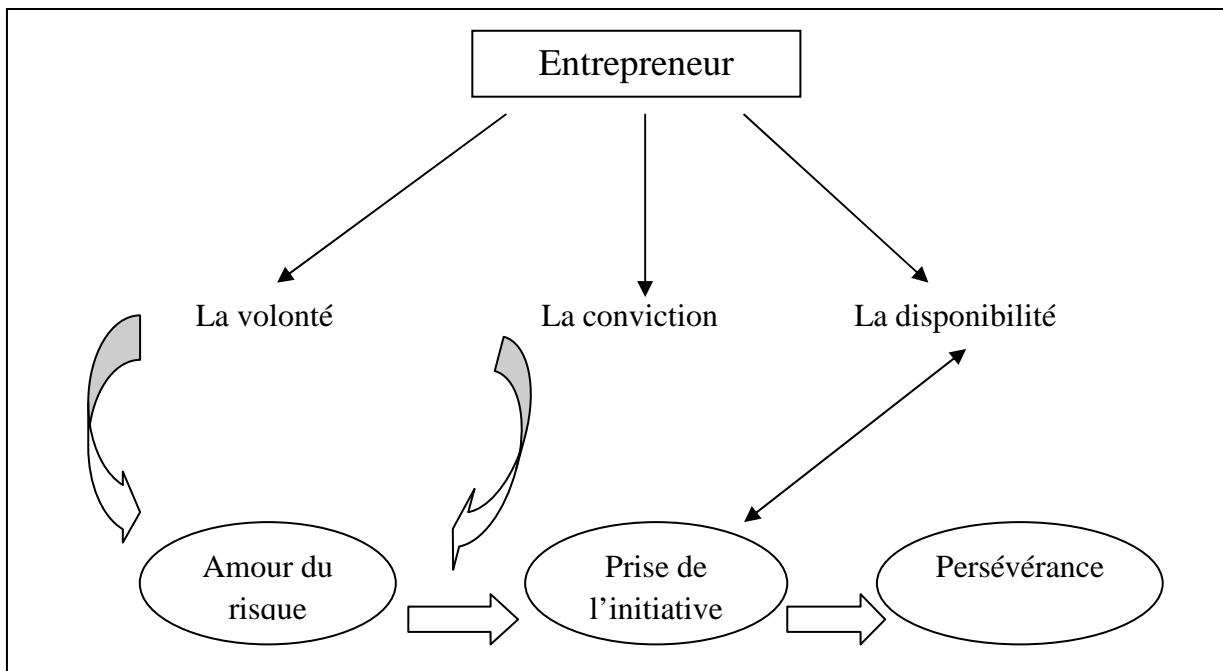 Entrepreneur
La volonté
La conviction
La disponibilité
Amour du
risque
Prise de
l’initiative
Persévérance